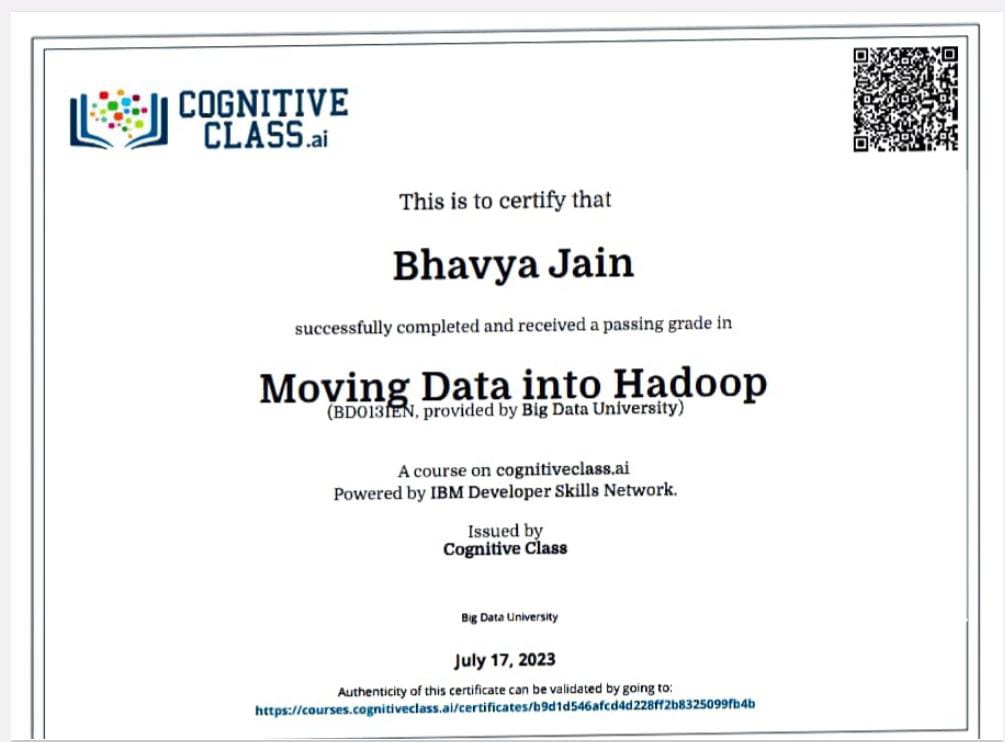 COGNITIVE
CLASS.ai
This is to certify that
Bhavya Jain
successfully completed and received a passing grade in
Moving Data into Hadoop
(BD0131EN, provided by Big Data University)
A course on cognitiveclass.ai
Powered by IBM Developer Skills Network.
Issued by
Cognitive Class
Big Data University
July 17, 2023
Authenticity of this certificate can be validated by going to:
https://courses.cognitiveclass.ai/certificates/b9d1d546afcd4d228ff2b8325099fb4b